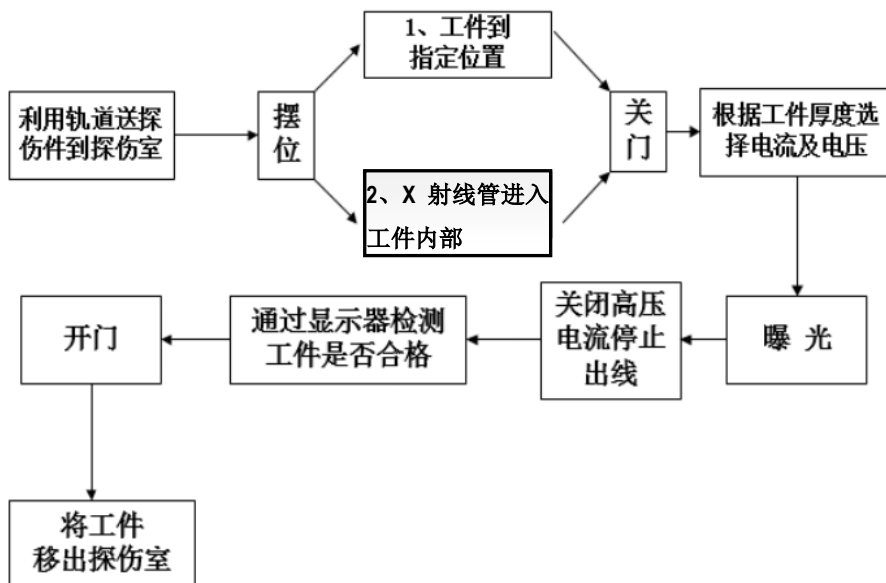 1、工件到
指定位置
利用轨道送探
伤件到探伤室
摆
位
关
门
根据工件厚度选
择电流及电压
2、X 射线管进入
工件内部
开门
通过显示器检测
工件是否合格
关闭高压
电流停止
出线
曝 光
将工件
移出探伤室